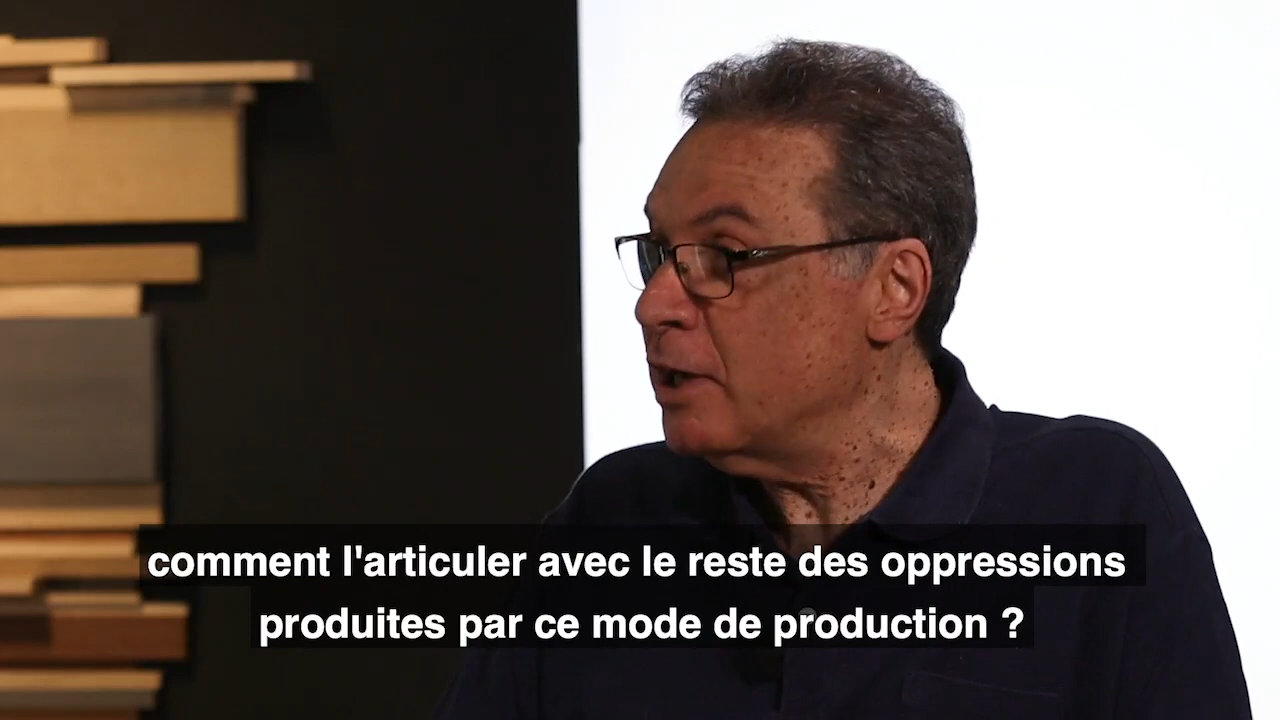 comment l'articuler avec le reste des oppressions
produites par ce mode de production ?